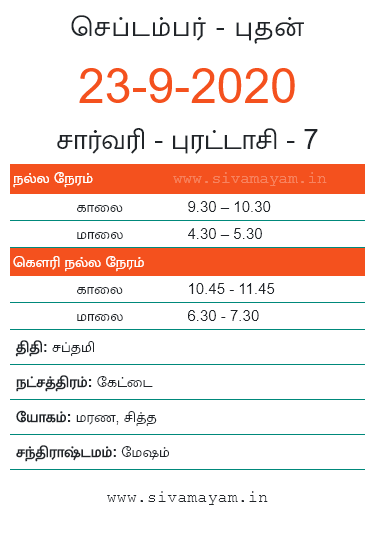 செப்டம்பர் - புதன்
23-9-2020
சார்வரி - புரட்டாசி - 7
நல்ல நேரம் www.sivamayam.in
காலை 9.30 – 10.30
மாலை 4.30 – 5.30
கௌரி நல்ல நேரம்
காலை 10.45 - 11.45
மாலை 6.30 - 7.30
திதி: சப்தமி
நட்சத்திரம்: கேட்டை
யோகம்: மரண, சித்த
சந்திராஷ்டமம்: மேஷம்
www.sivamayam.in